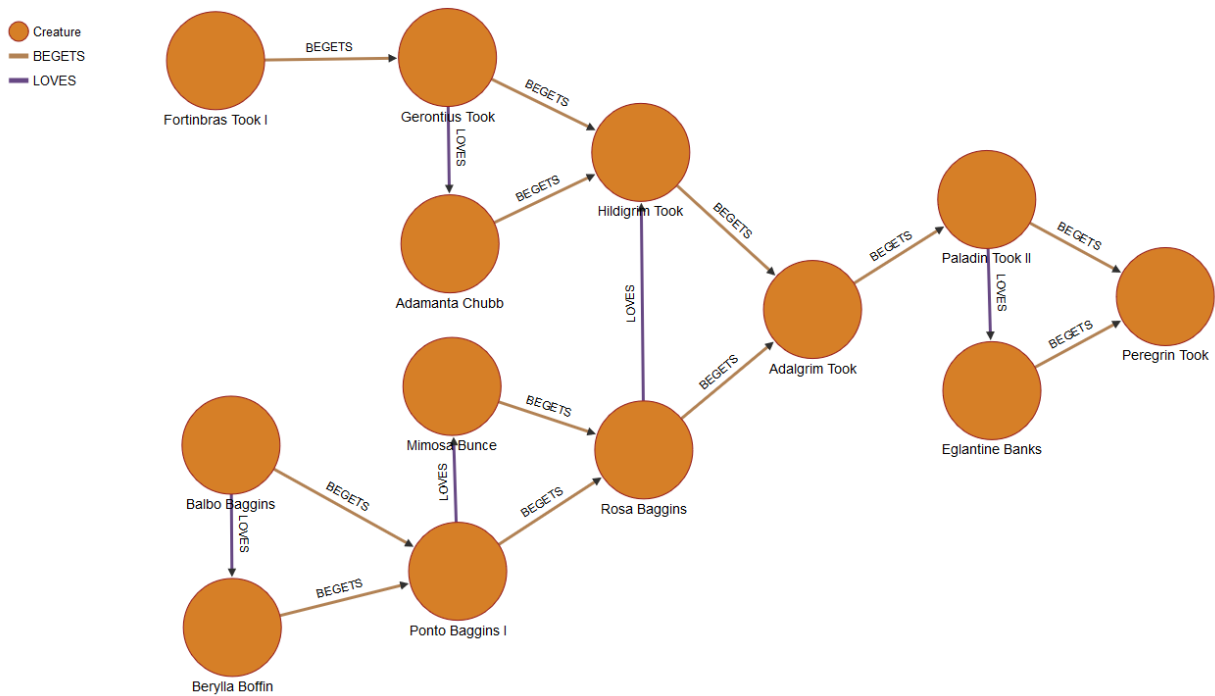 Creature
BEGETS
LOVES
BEGETS
Fortinbras Took I
Gerontius Took
BEGETS
LOVES
BEGETS
Adamanta Chubb
Hildigrim Took
BEGETS
BEGETS
Paladin Took II
BEGETS
LOVES
LOVES
BEGETS
Peregrin Took
BEGETS
Adalgrim Took
Mimosa Bunce
BEGETS
Eglantine Banks
LOVES
BEGETS
Rosa Baggins
Balbo Baggins
BEGETS
LOVES
BEGETS
Ponto Baggins I
Berylla Boffin